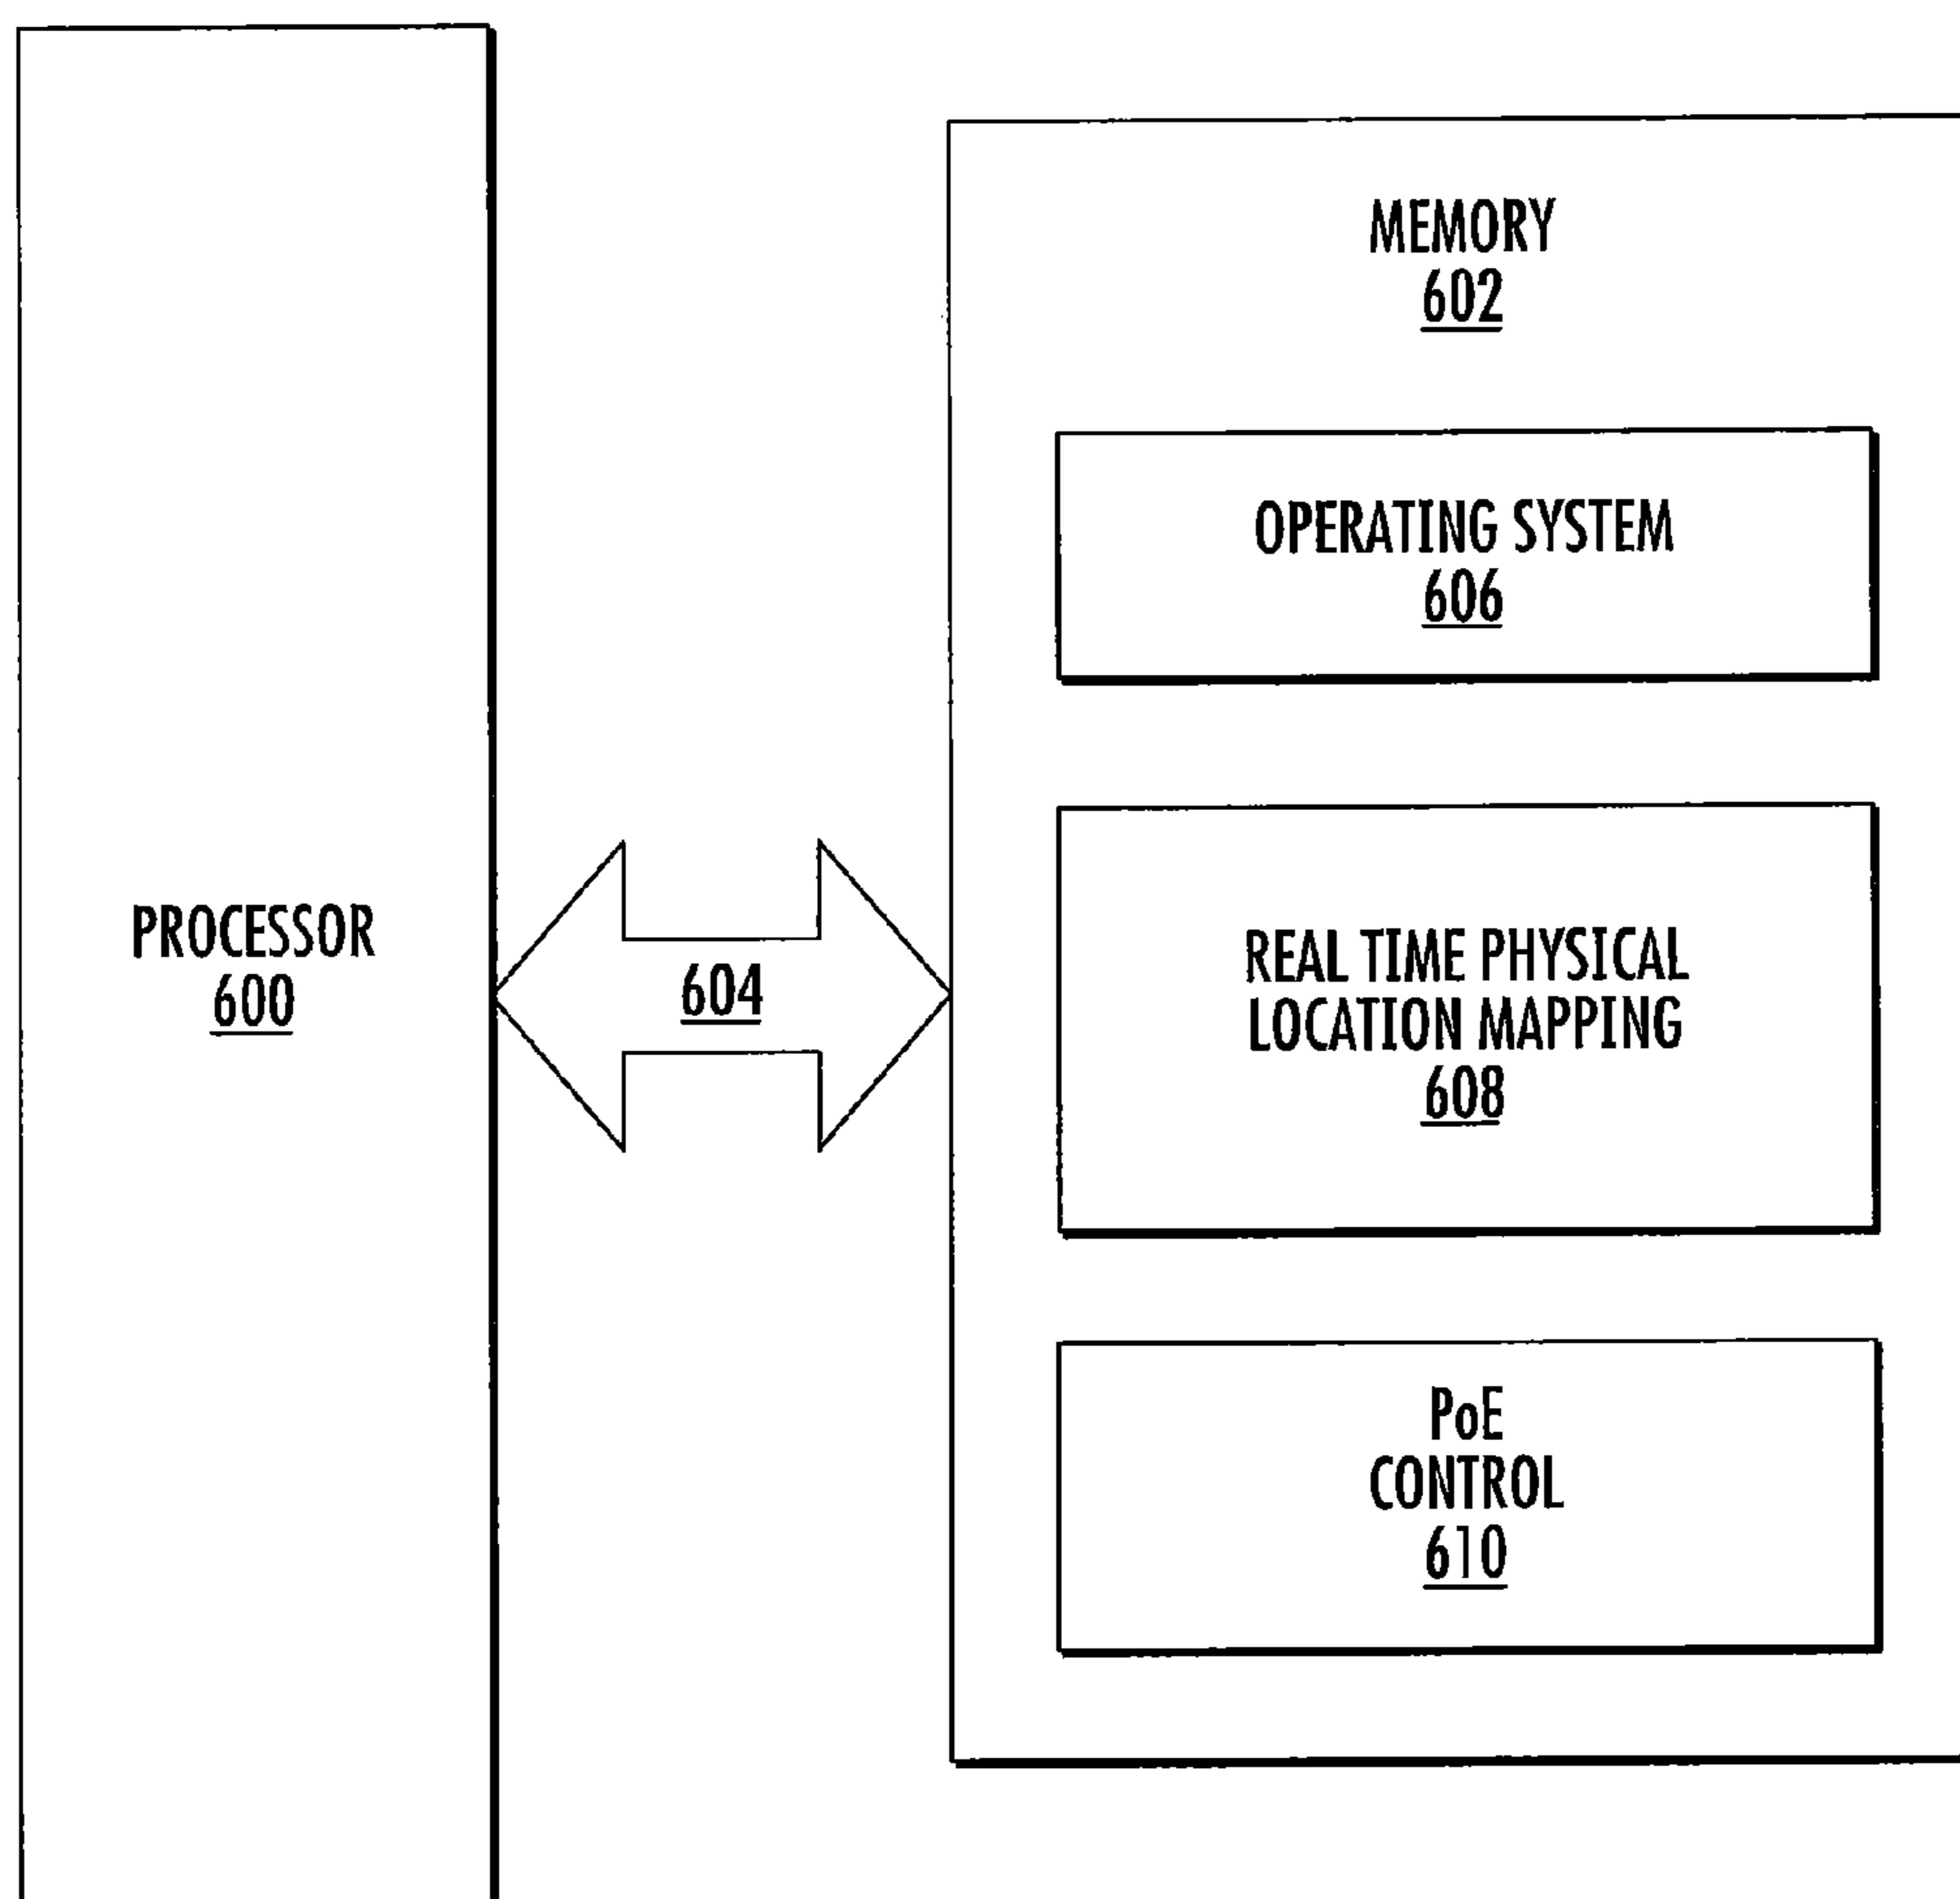 PROCESSOR
600
604
MEMORY
602
OPERATING SYSTEM
606
REAL TIME PHYSICAL
LOCATION MAPPING
608
PoE
CONTROL
610